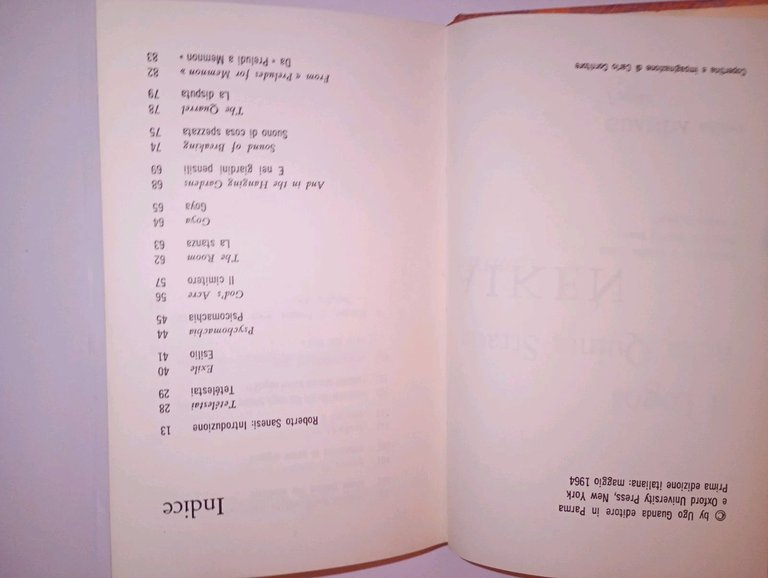 © by Ugo Guanda editore in Parma
e Oxford University Press, New York
Prima edizione italiana: maggio 1964
Copertina e impaginazione di Carlo
Indice
Roberto Sanesi: Introduzione 13
Tetélestai 28
Tetélestai 29
Exile 40
Esilio 41
Psychomachia 44
Psicomachia 45
God's Acre 56
Il cimitero 57
The Room 62
La stanza 63
Goya 64
Goya 65
And in the Hanging Gardens 68
E nei giardini pensili 69
Sound of Breaking 74
Suono di cosa spezzata 75
The Quarrel 78
La disputa 79
From « Preludes for Memnon » 82
Da « Preludi a Memnon » 83